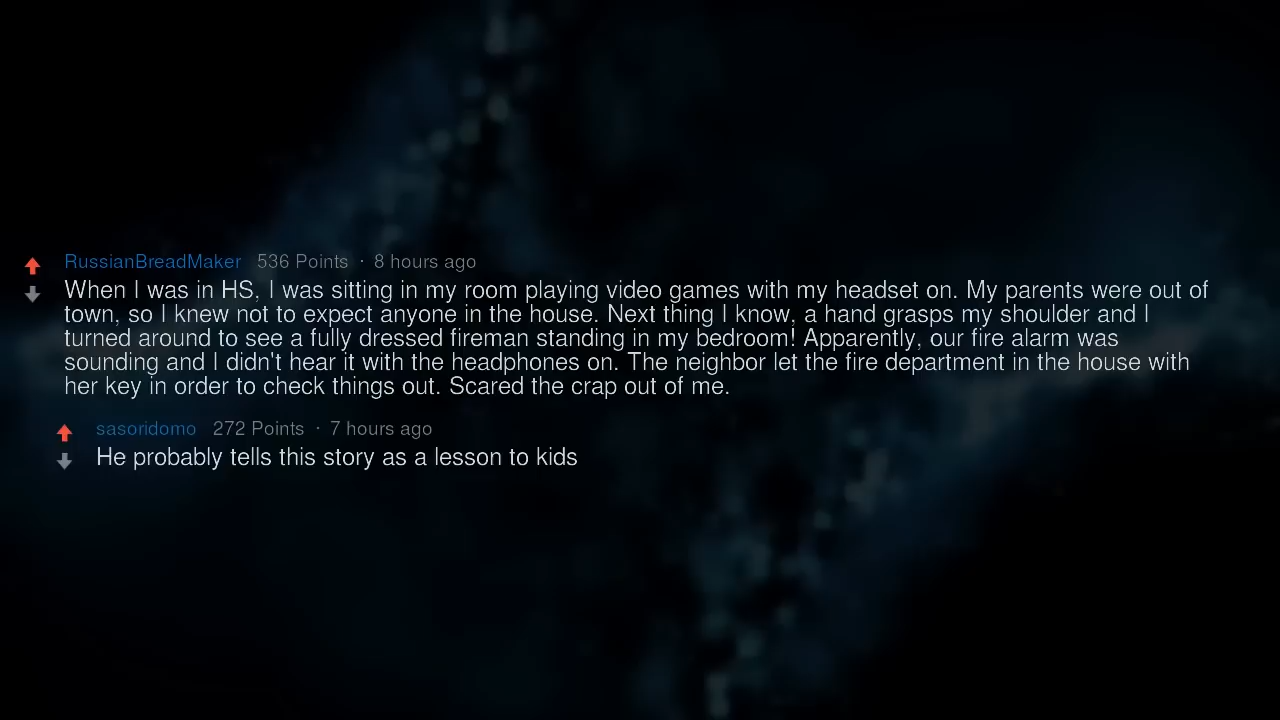 RussianBreadMaker 536 Points · 8 hours ago
When I was in HS, I was sitting in my room playing video games with my headset on. My parents were out of
town, so I knew not to expect anyone in the house. Next thing I know, a hand grasps my shoulder and I
turned around to see a fully dressed fireman standing in my bedroom! Apparently, our fire alarm was
sounding and I didn't hear it with the headphones on. The neighbor let the fire department in the house with
her key in order to check things out. Scared the crap out of me.
sasoridomo 272 Points · 7 hours ago
He probably tells this story as a lesson to kids